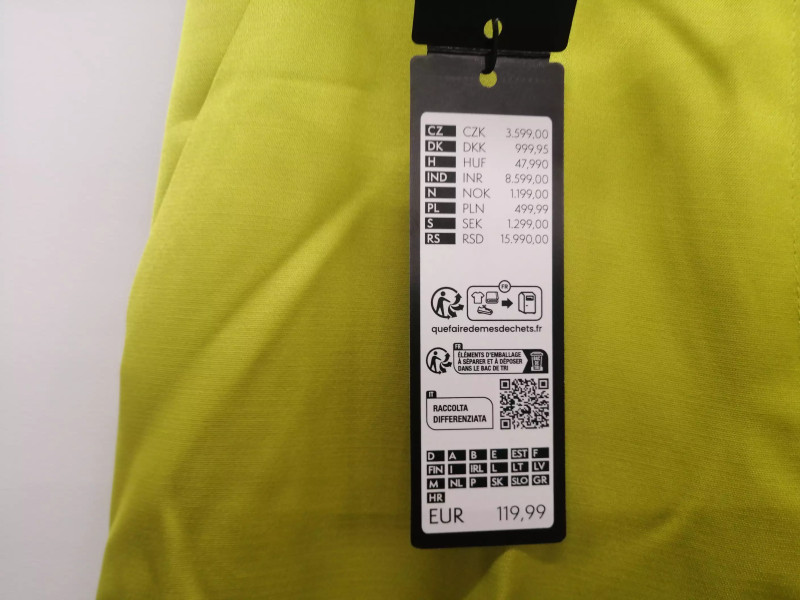 CZ CZK 3.599,00
DK DKK 999,95
H HUF 47,990
IND INR 8.599,00
N NOK 1.199,00
PL PLN 499,99
S SEK 1.299,00
RS RSD 15.990,00
FR
quefairedemesdechets.fr
FR
ÉLÉMENTS D'EMBALLAGE
À SÉPARER ET À DÉPOSER
DANS LE BAC DE TRI
BAC DE TRI
IT
RACCOLTA
DIFFERENZIATA
D A B E EST F
FIN I IRL L LT LV
M NL P SK SLO GR
HR
EUR 119,99